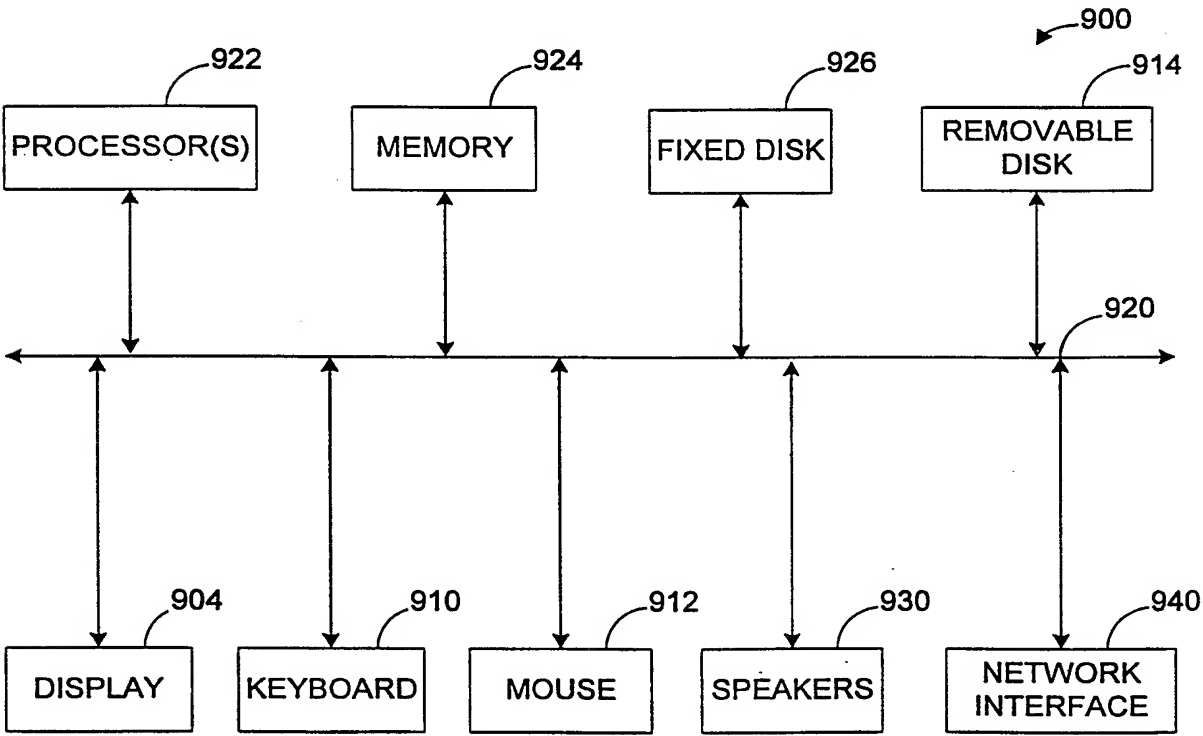 900
922
924
926
914
PROCESSOR(S)
MEMORY
FIXED DISK
REMOVABLE
DISK
920
904
910
912
930
940
DISPLAY
KEYBOARD
MOUSE
SPEAKERS
NETWORK
INTERFACE